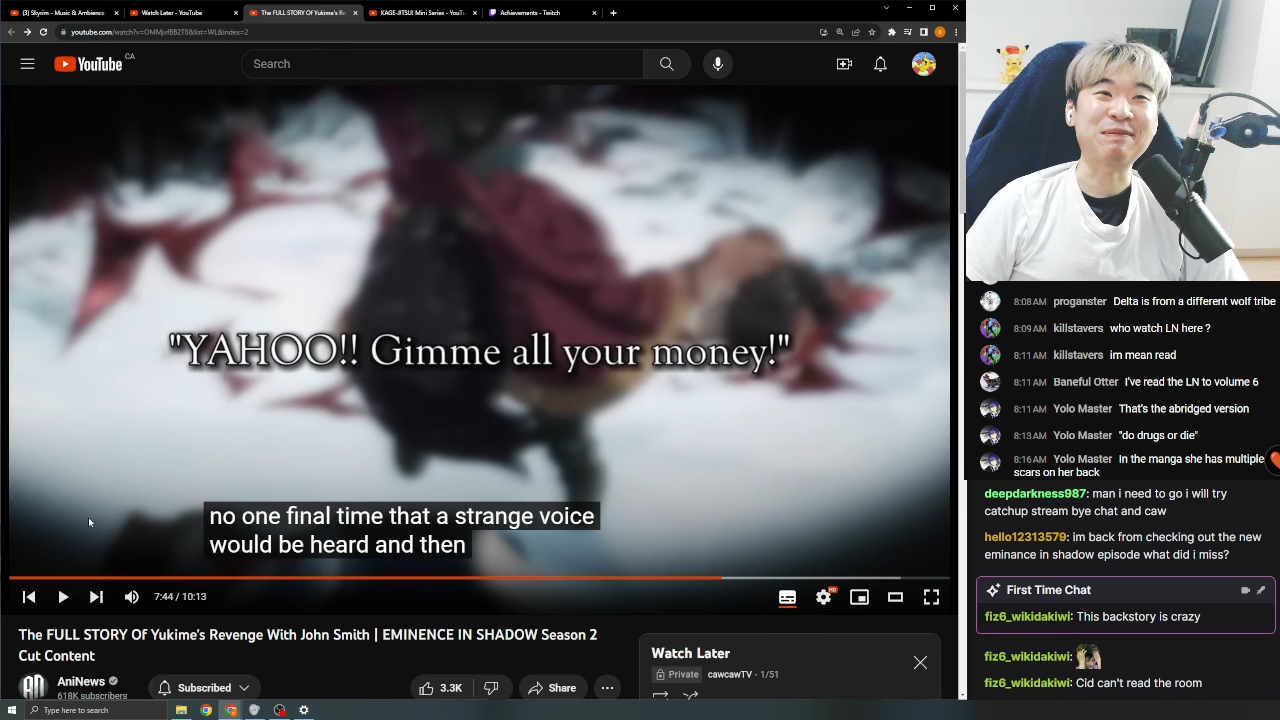 (3) Skyrim - Music & Ambience
Watch Later - YouTube
The FULL STORY OF Yukime's Re
KAGE-JITSU! Mini Series - YouT
Achievements - Twitch
youtube.com/watch?v=OMMjvfBB2T8&list=WL&index=2
YouTube CA
Search
"YAHOO!! Gimme all your money!"
no one final time that a strange voice
would be heard and then
7:44 / 10:13
HD
The FULL STORY OF Yukime's Revenge With John Smith | EMINENCE IN SHADOW Season 2
Cut Content
AniNews
618K subscribers
Subscribed
3.3K
Share
Watch Later
Private cawcawTV - 1/51
Type here to search
8:08 AM proganster Delta is from a different wolf tribe
8:09 AM killstavers who watch LN here ?
8:11 AM killstavers im mean read
8:11 AM Baneful Otter I've read the LN to volume 6
8:11 AM Yolo Master That's the abridged version
8:13 AM Yolo Master "do drugs or die"
8:16 AM Yolo Master In the manga she has multiple
scars on her back
deepdarkness987: man i need to go i will try
catchup stream bye chat and caw
hello12313579: im back from checking out the new
eminance in shadow episode what did i miss?
First Time Chat
fiz6_wikidakiwi: This backstory is crazy
fiz6_wikidakiwi:
fiz6_wikidakiwi: Cid can't read the room